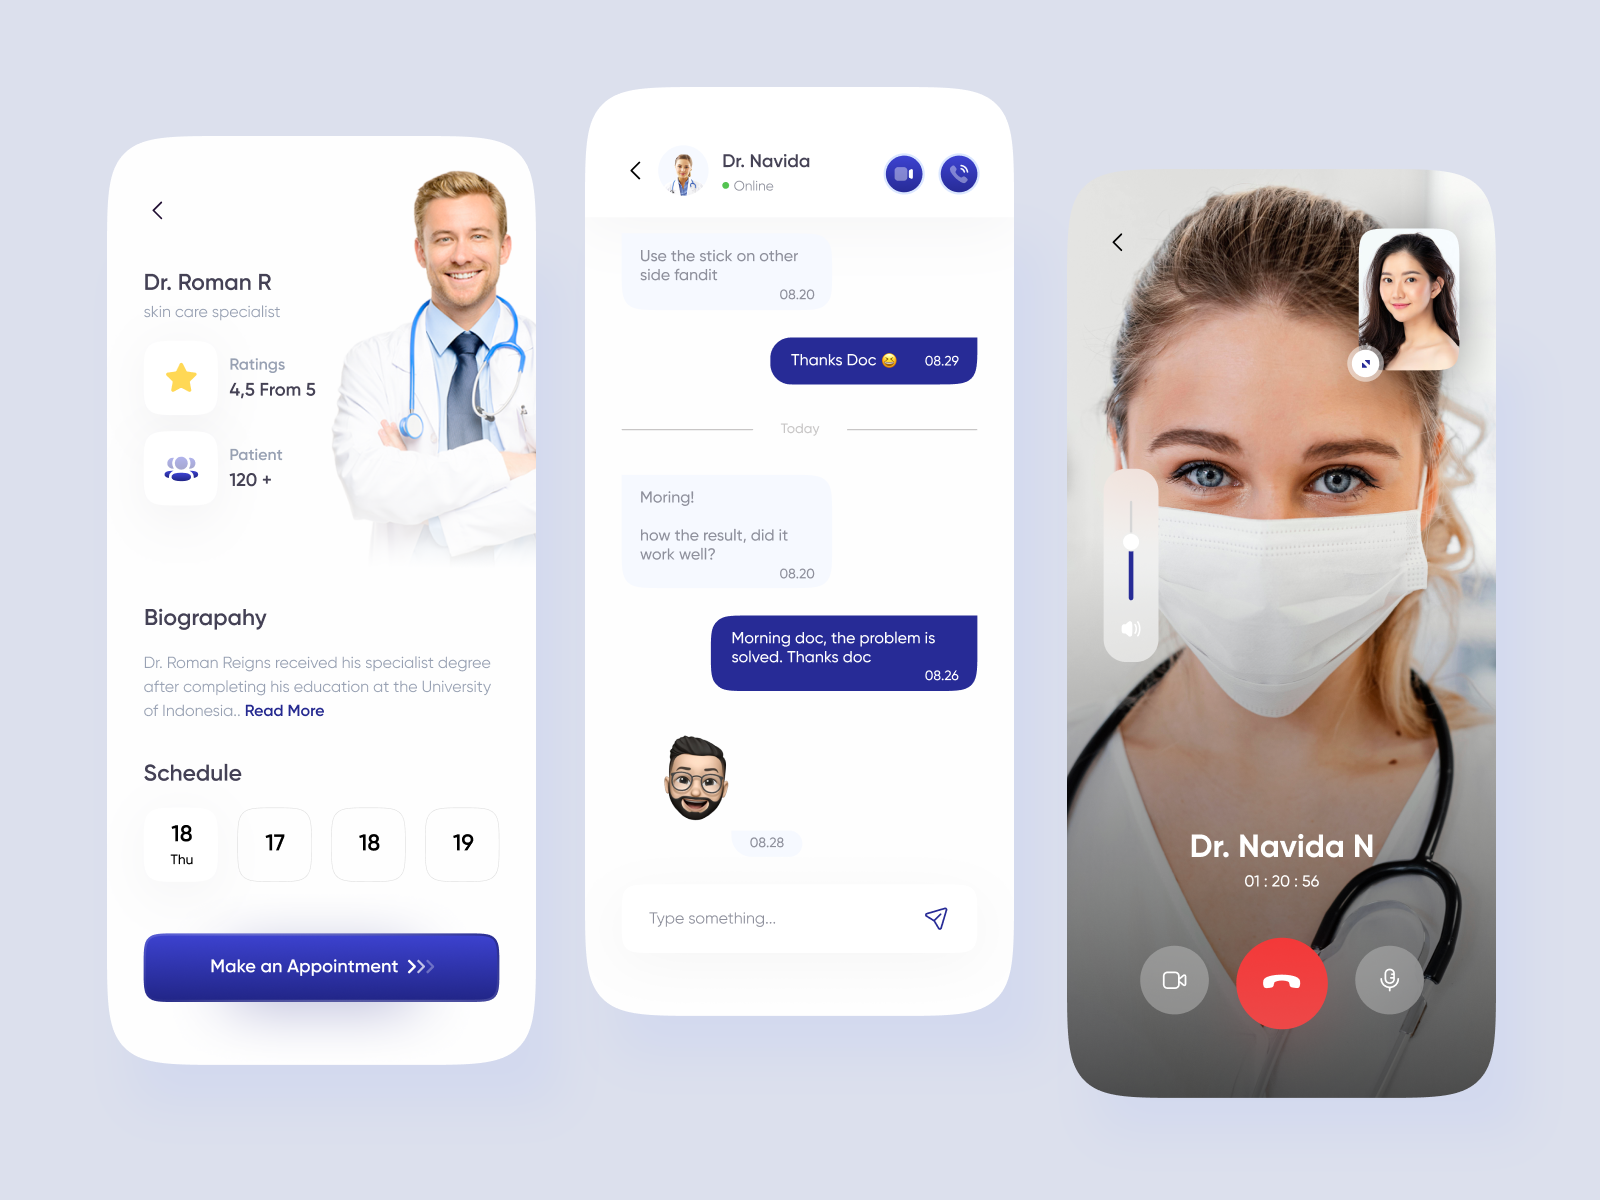 Dr. Roman R
skin care specialist
Ratings
4,5 From 5
Patient
120 +
Biograpahy
Dr. Roman Reigns received his specialist degree
after completing his education at the University
of Indonesia.. Read More
Schedule
18
Thu
17
18
19
Make an Appointment
Dr. Navida
Online
Use the stick on other
side fandit
08.20
Thanks Doc 😆 08.29
Today
Moring!
how the result, did it
work well?
08.20
Morning doc, the problem is
solved. Thanks doc
08.26
08.28
Type something...
Dr. Navida N
01 : 20 : 56